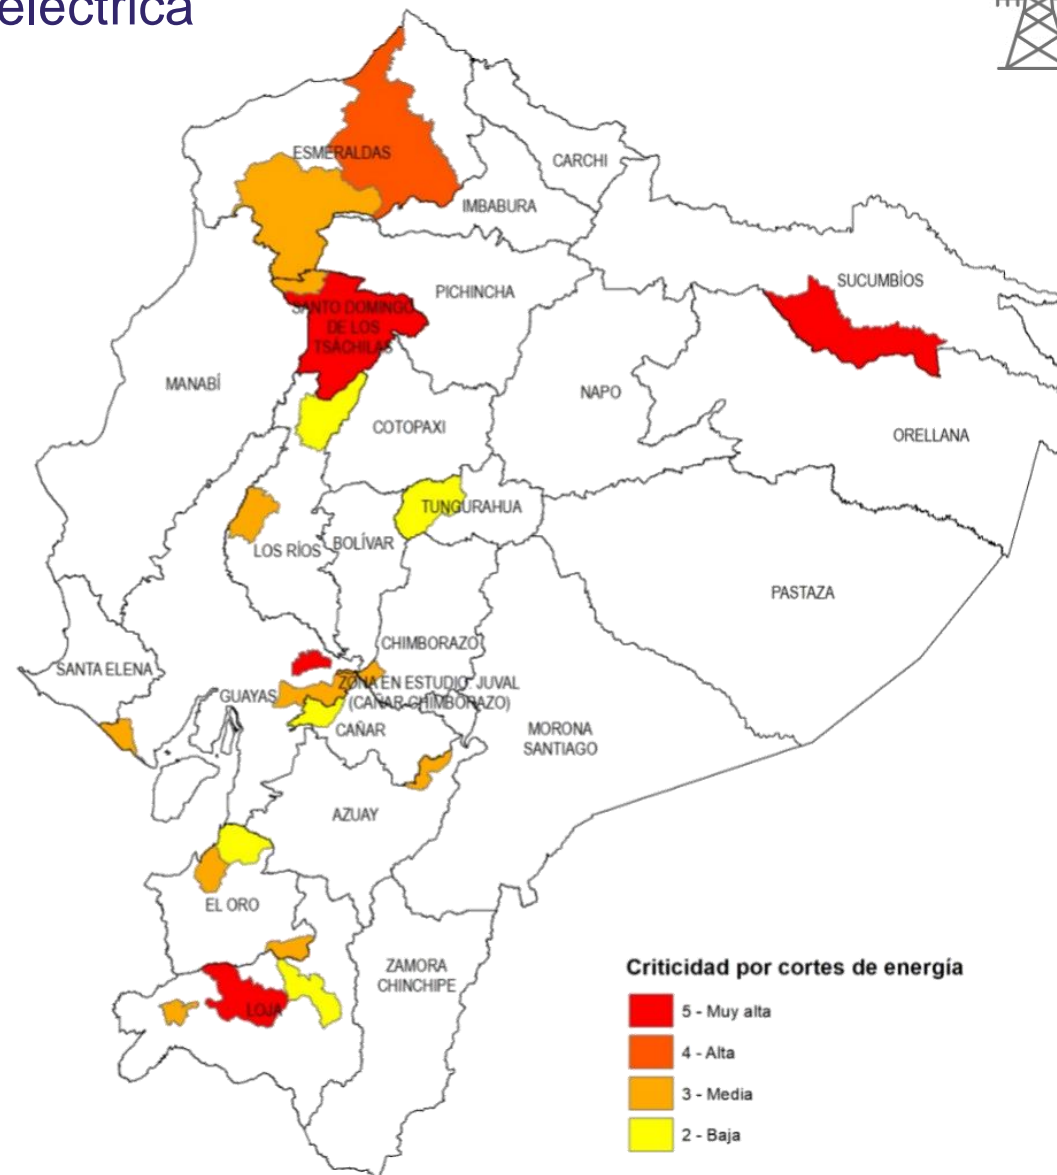 eléctrica
ESMERALDAS
CARCHI
IMBABURA
SUCUMBÍOS
PICHINCHA
SANTO DOMINGO
DE LOS
TSÁCHILAS
MANABÍ
NAPO
COTOPAXI
ORELLANA
TUNGURAHUA
LOS RÍOS
BOLÍVAR
PASTAZA
CHIMBORAZO
SANTA ELENA
ZONA EN ESTUDIO: JUVAL
(CAÑAR-CHIMBORAZO)
GUAYAS
CAÑAR
MORONA
SANTIAGO
AZUAY
EL ORO
ZAMORA
CHINCHIPE
LOJA
Criticidad por cortes de energía
5 - Muy alta
4 - Alta
3 - Media
2 - Baja